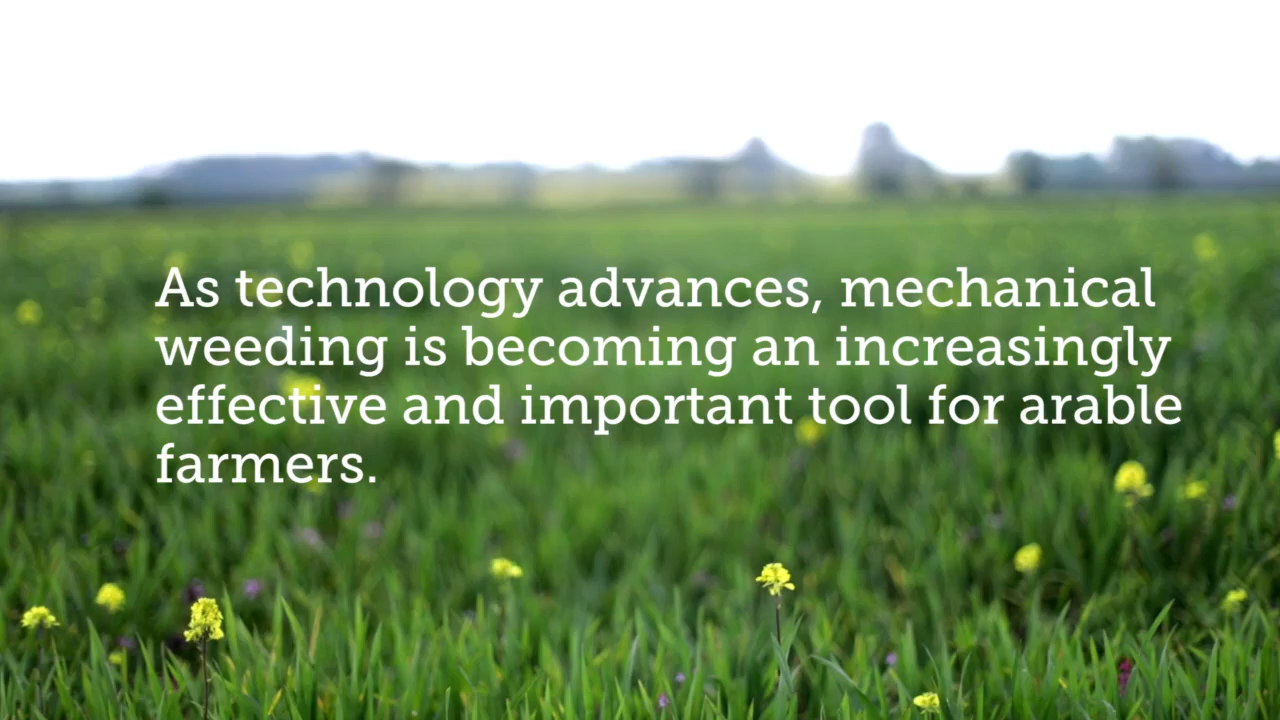 As technology advances, mechanical
weeding is becoming an increasingly
effective and important tool for arable
farmers.